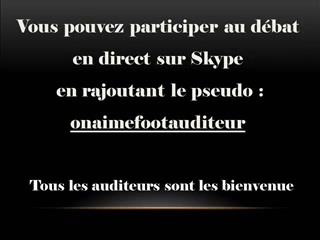 Vous pouvez participer au débat
en direct sur Skype
en rajoutant le pseudo :
onaimefootauditeur
Tous les auditeurs sont les bienvenue